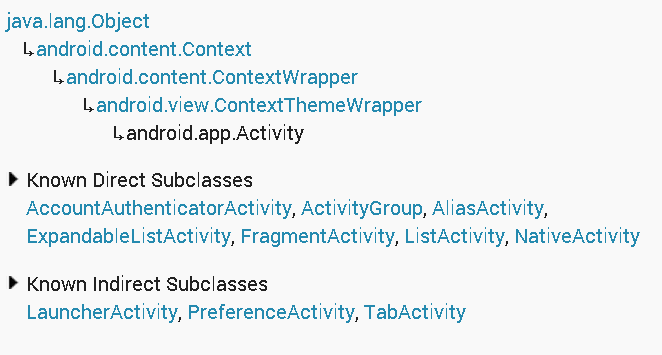 java.lang.Object
↳android.content.Context
↳android.content.ContextWrapper
↳android.view.ContextThemeWrapper
↳android.app.Activity
Known Direct Subclasses
AccountAuthenticatorActivity, ActivityGroup, AliasActivity,
ExpandableListActivity, FragmentActivity, ListActivity, NativeActivity
Known Indirect Subclasses
LauncherActivity, PreferenceActivity, TabActivity